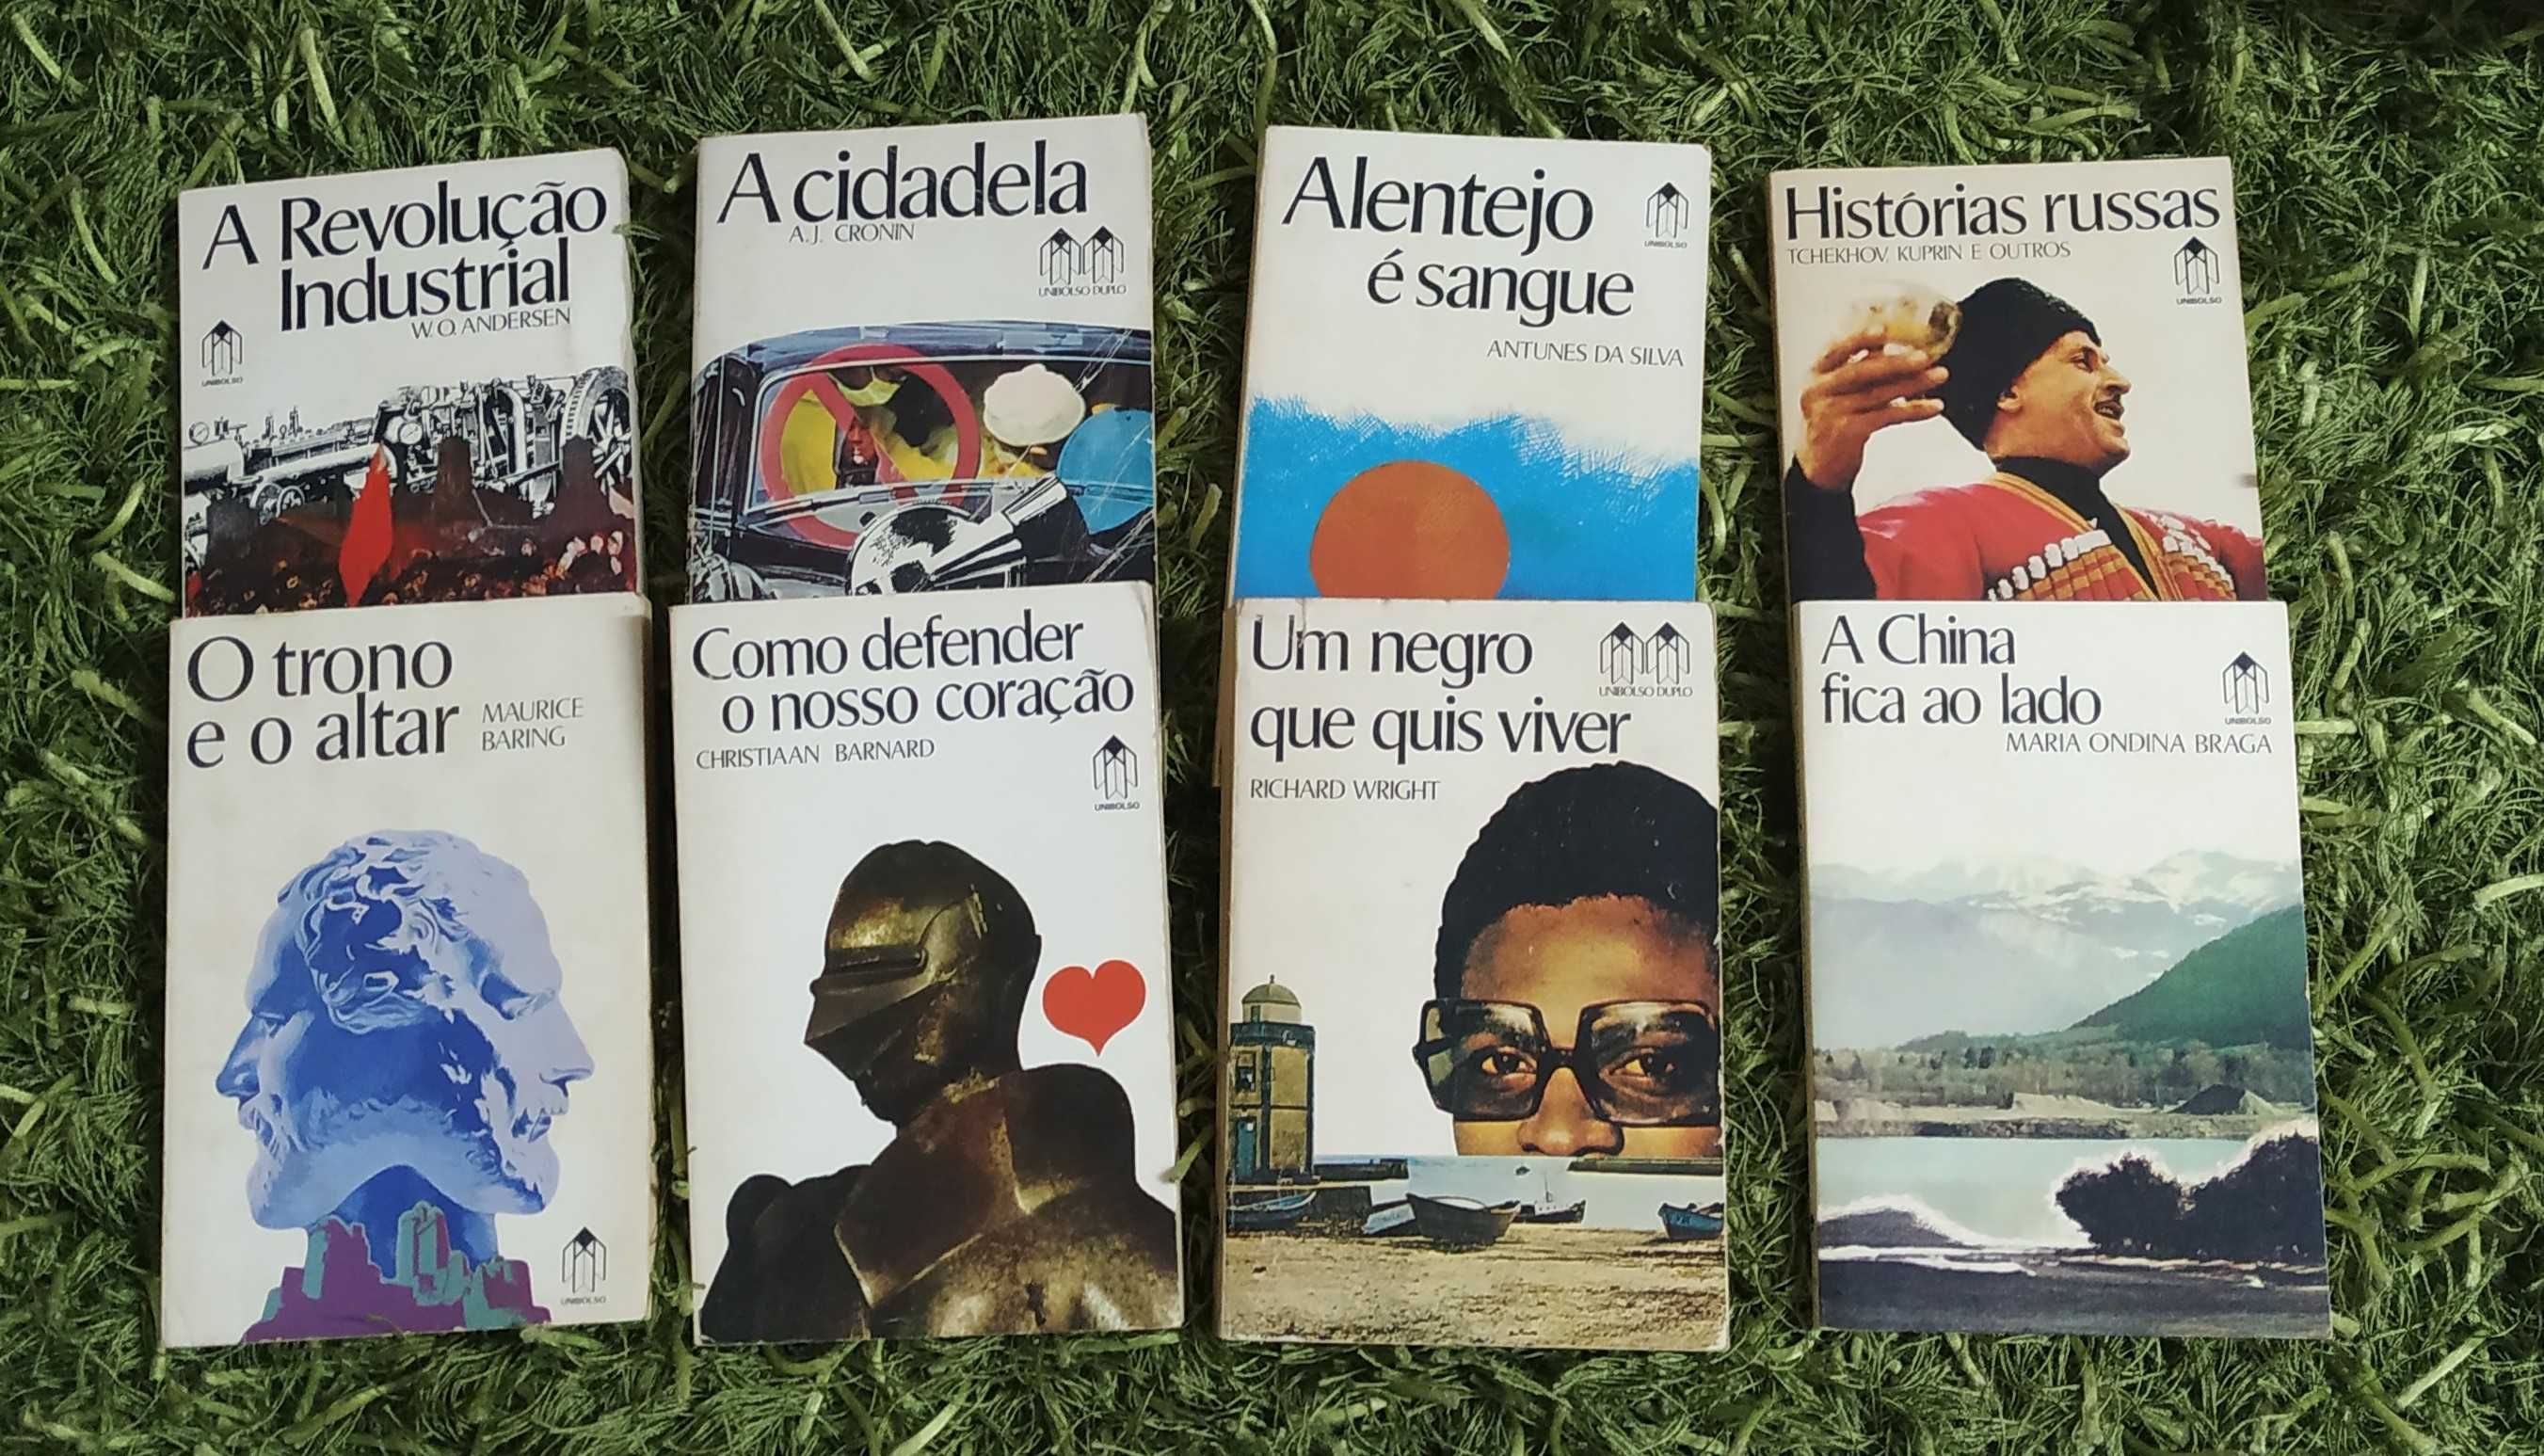 A Revolução
Industrial
W. O. ANDERSEN
UNIBOLSO
A cidadela
A. J. CRONIN
UNIBOLSO DUPLO
Alentejo
é sangue
UNIBOLSO
ANTUNES DA SILVA
Histórias russas
TCHEKHOV, KUPRIN E OUTROS
UNIBOLSO
O trono
e o altar
MAURICE
BARING
UNIBOLSO
Como defender
o nosso coração
CHRISTIAAN BARNARD
UNIBOLSO
Um negro
que quis viver
UNIBOLSO DUPLO
RICHARD WRIGHT
A China
fica ao lado
UNIBOLSO
MARIA ONDINA BRAGA